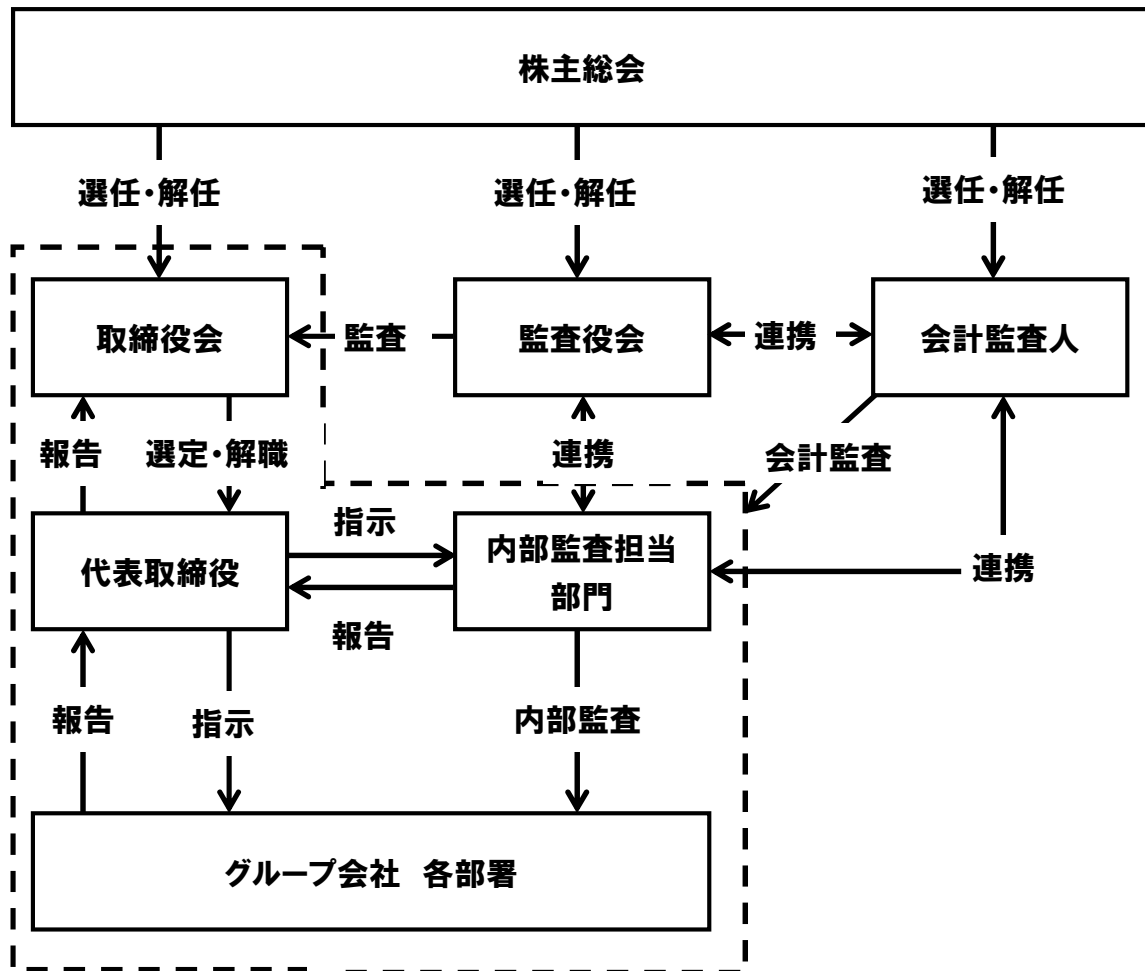 株主総会
選任・解任
選任・解任
選任・解任
取締役会
監査
監査役会
連携
会計監査人
報告
選定・解職
連携
会計監査
指示
代表取締役
内部監査担当
部門
連携
報告
報告
指示
内部監査
グループ会社 各部署